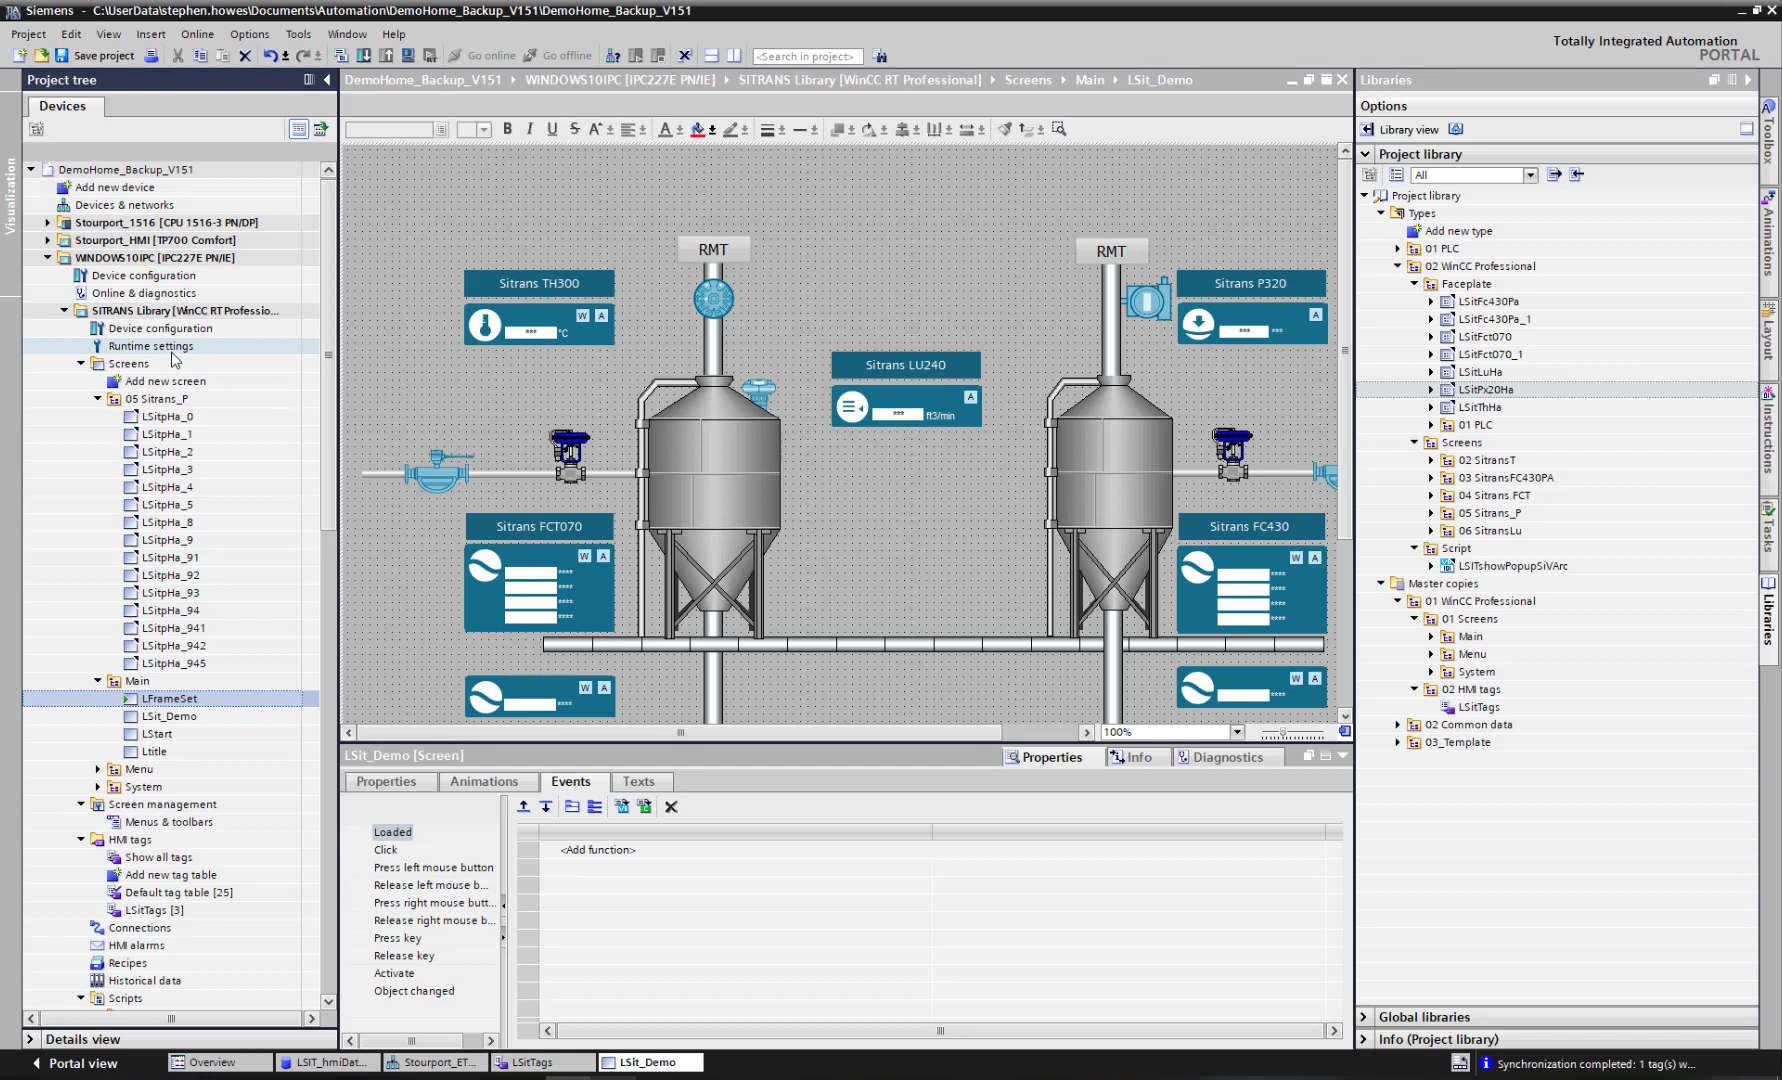 Siemens - C:\UserData\stephen.howes\Documents\Automation\DemoHome_Backup_V151\DemoHome_Backup_V151
Project Edit View Insert Online Options Tools Window Help
Totally Integrated Automation
PORTAL
Save project
Go online
Go offline
<Search in project>
Project tree
Devices
Visualization
DemoHome_Backup_V151
Add new device
Devices & networks
Stourport_1516 [CPU 1516-3 PN/DP]
Stourport_HMI [TP700 Comfort]
WINDOWS10IPC [IPC227E PN/IE]
Device configuration
Online & diagnostics
SITRANS Library [WinCC RT Professio...
Device configuration
Runtime settings
Screens
Add new screen
05 Sitrans_P
LSitpHa_0
LSitpHa_1
LSitpHa_2
LSitpHa_3
LSitpHa_4
LSitpHa_5
LSitpHa_8
LSitpHa_9
LSitpHa_91
LSitpHa_92
LSitpHa_93
LSitpHa_94
LSitpHa_941
LSitpHa_942
LSitpHa_945
Main
LFrameSet
LSit_Demo
LStart
Ltitle
Menu
System
Screen management
Menus & toolbars
HMI tags
Show all tags
Add new tag table
Default tag table [25]
LSitTags [3]
Connections
HMI alarms
Recipes
Historical data
Scripts
Details view
DemoHome_Backup_V151 WINDOWS10IPC [IPC227E PN/IE] SITRANS Library [WinCC RT Professional] Screens Main LSit_Demo
B I U S
RMT
RMT
Sitrans TH300
W A
*** °C
Sitrans P320
A
*** ***
Sitrans LU240
A
*** ft3/min
Sitrans FCT070
W A
****
****
****
****
Sitrans FC430
W A
****
****
****
****
W A
****
W A
****
100%
LSit_Demo [Screen]
Properties Info Diagnostics
Properties Animations Events Texts
Loaded
Click
Press left mouse button
Release left mouse b...
Press right mouse butt...
Release right mouse b...
Press key
Release key
Activate
Object changed
<Add function>
Libraries
Options
Library view
Project library
All
Project library
Types
Add new type
01 PLC
02 WinCC Professional
Faceplate
LSitFc430Pa
LSitFc430Pa_1
LSitFct070
LSitFct070_1
LSitLuHa
LSitPx20Ha
LSitThHa
01 PLC
Screens
02 SitransT
03 SitransFC430PA
04 Sitrans FCT
05 Sitrans_P
06 SitransLu
Script
LSITshowPopupSiVArc
Master copies
01 WinCC Professional
01 Screens
Main
Menu
System
02 HMI tags
LSitTags
02 Common data
03_Template
Global libraries
Info (Project library)
Toolbox
Animations
Layout
Instructions
Tasks
Libraries
Portal view
Overview
LSIT_hmiDat...
Stourport_ET...
LSitTags
LSit_Demo
Synchronization completed: 1 tag(s) w...